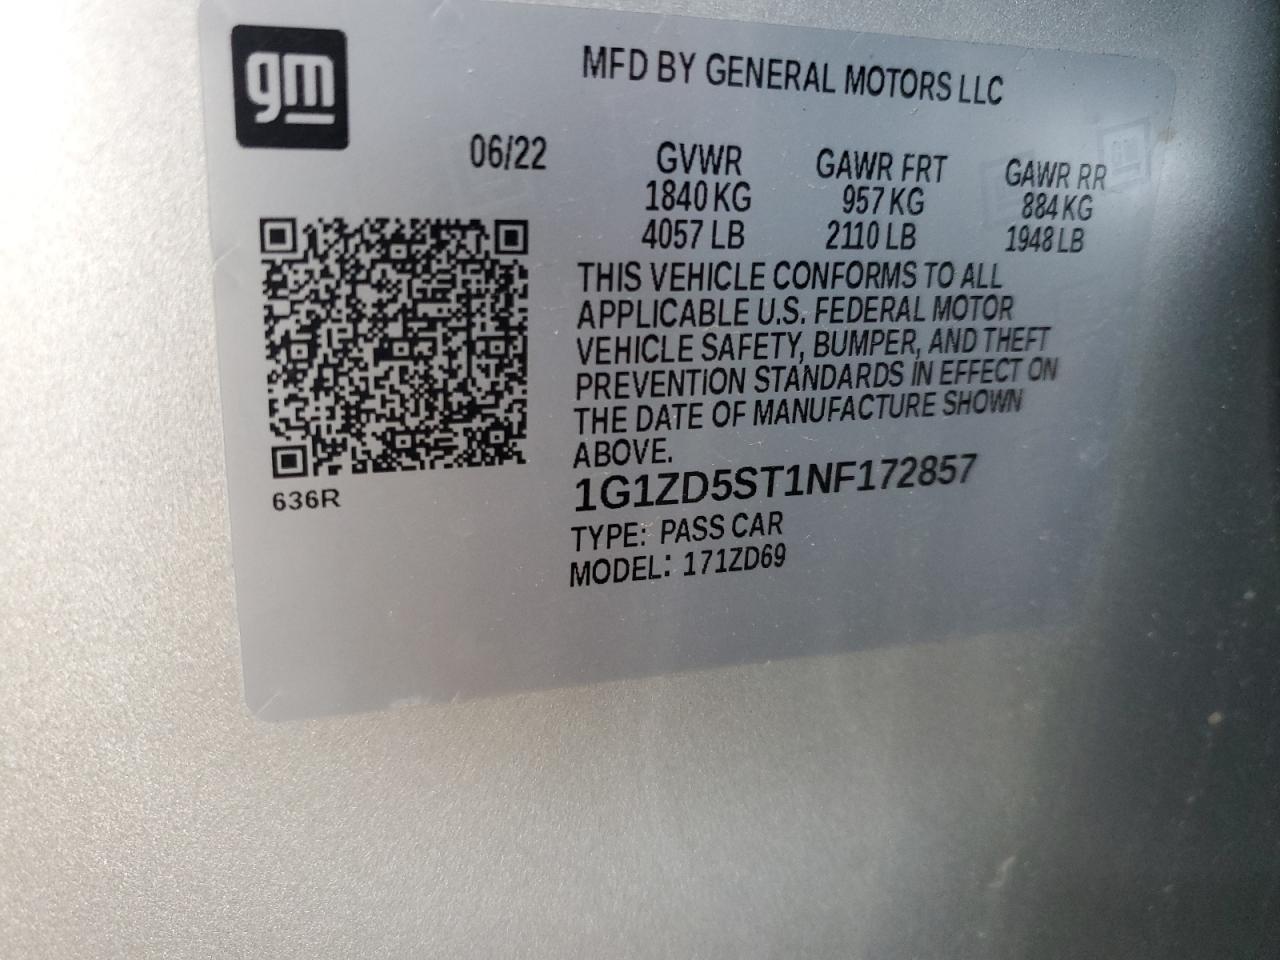 gm
MFD BY GENERAL MOTORS LLC
06/22 GVWR GAWR FRT GAWR RR
1840 KG 957 KG 884 KG
4057 LB 2110 LB 1948 LB
THIS VEHICLE CONFORMS TO ALL
APPLICABLE U.S. FEDERAL MOTOR
VEHICLE SAFETY, BUMPER, AND THEFT
PREVENTION STANDARDS IN EFFECT ON
THE DATE OF MANUFACTURE SHOWN
ABOVE.
1G1ZD5ST1NF172857
TYPE: PASS CAR
MODEL: 171ZD69
636R